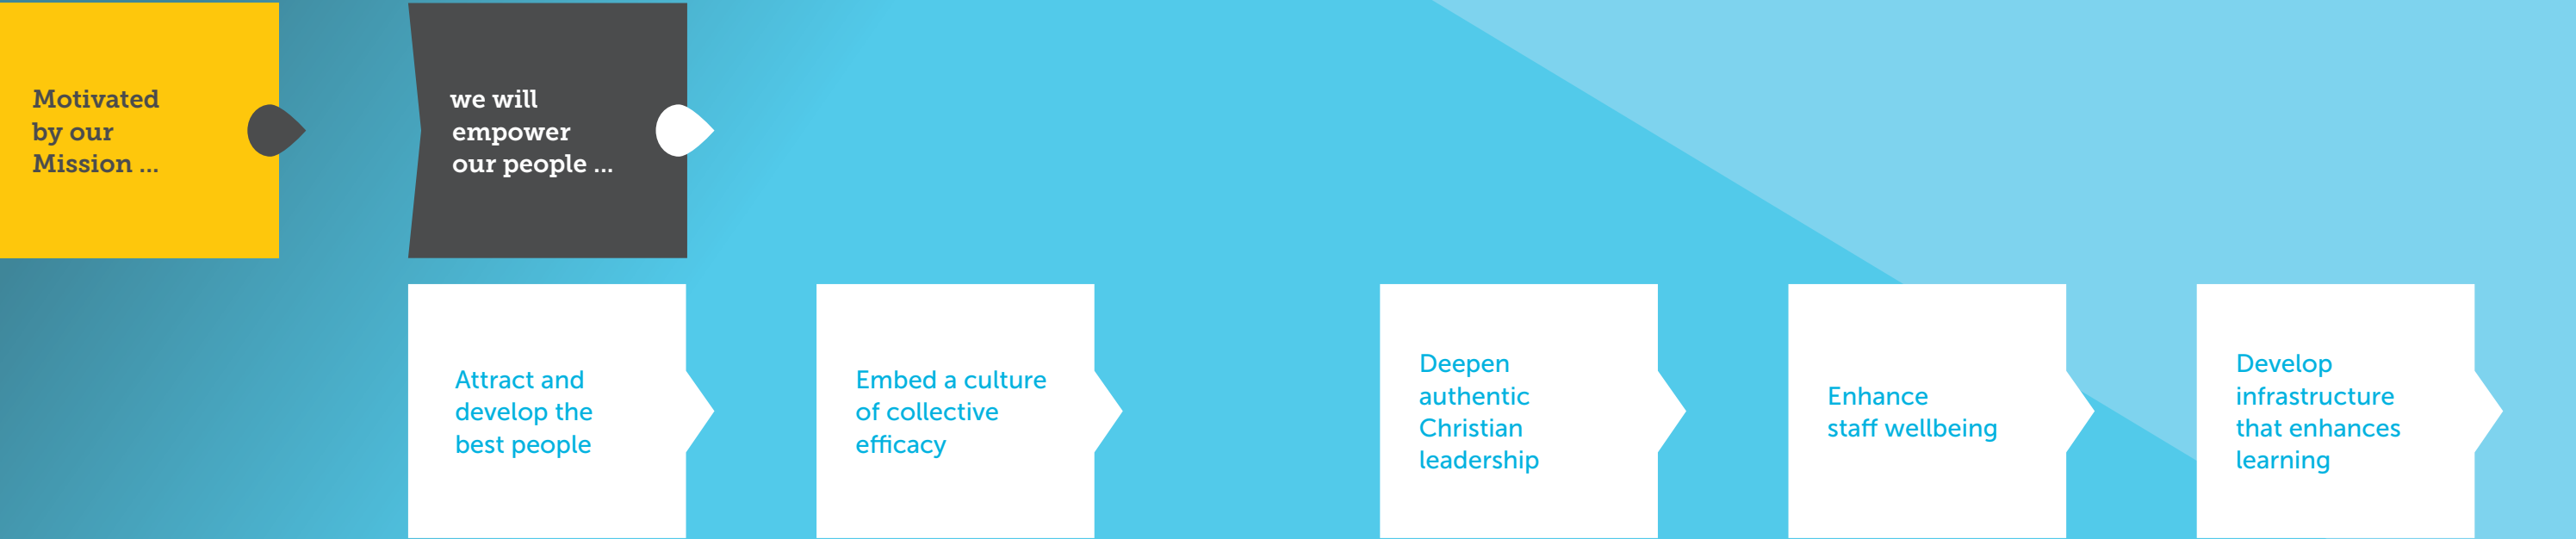 Motivated
by our
Mission ...
we will
empower
our people ...
Attract and
develop the
best people
Embed a culture
of collective
efficacy
Deepen
authentic
Christian
leadership
Enhance
staff wellbeing
Develop
infrastructure
that enhances
learning